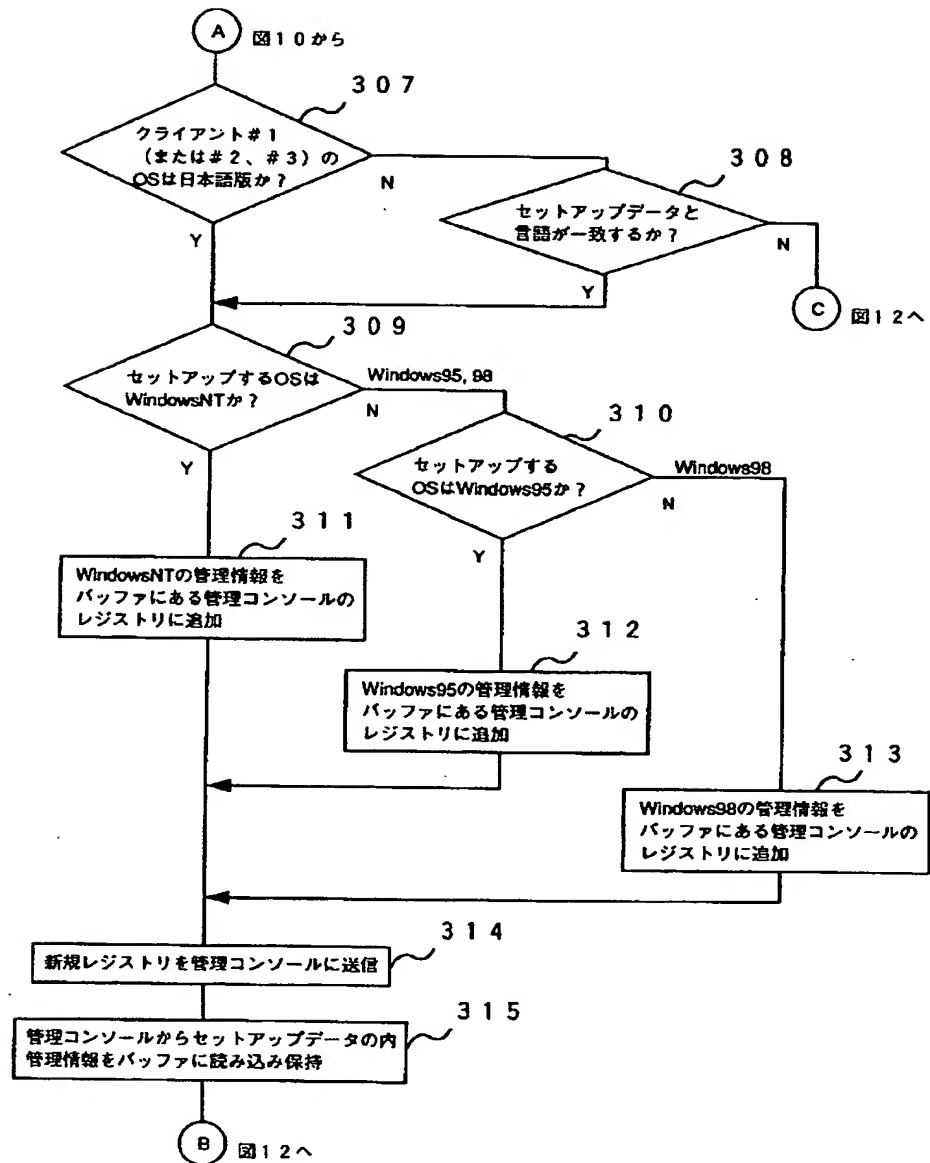 A 図10から
307
クライアント#1
(または#2、#3)の
OSは日本語版か?
N
Y
308
セットアップデータと
言語が一致するか?
N
Y
C 図12へ
309
セットアップするOSは
WindowsNTか?
Windows95, 98
N
Y
310
セットアップする
OSはWindows95か?
Windows98
N
Y
311
WindowsNTの管理情報を
バッファにある管理コンソールの
レジストリに追加
312
Windows95の管理情報を
バッファにある管理コンソールの
レジストリに追加
313
Windows98の管理情報を
バッファにある管理コンソールの
レジストリに追加
314
新規レジストリを管理コンソールに送信
315
管理コンソールからセットアップデータの内
管理情報をバッファに読み込み保持
B 図12へ